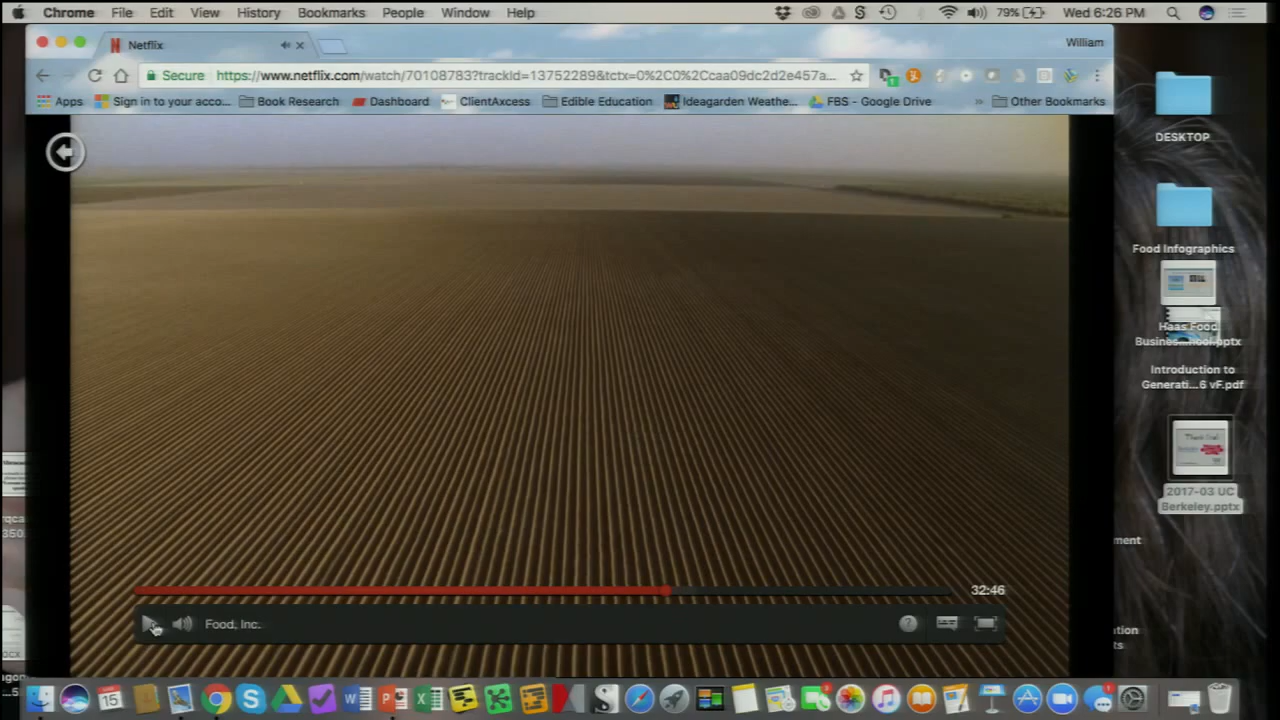 Chrome File Edit View History Bookmarks People Window Help 79% Wed 6:26 PM
Netflix William
Secure https://www.netflix.com/watch/70108783?trackId=13752289&tctx=0%2C0%2Ccaa09dc2d2e457a...
Apps Sign in to your acco... Book Research Dashboard ClientAxcess Edible Education Ideagarden Weathe... FBS - Google Drive » Other Bookmarks
DESKTOP
Food Infographics
Haas Food
Busines...hool.pptx
Introduction to
Generati...6 vF.pdf
2017-03 UC
Berkeley.pptx
32:46
Food, Inc.
15